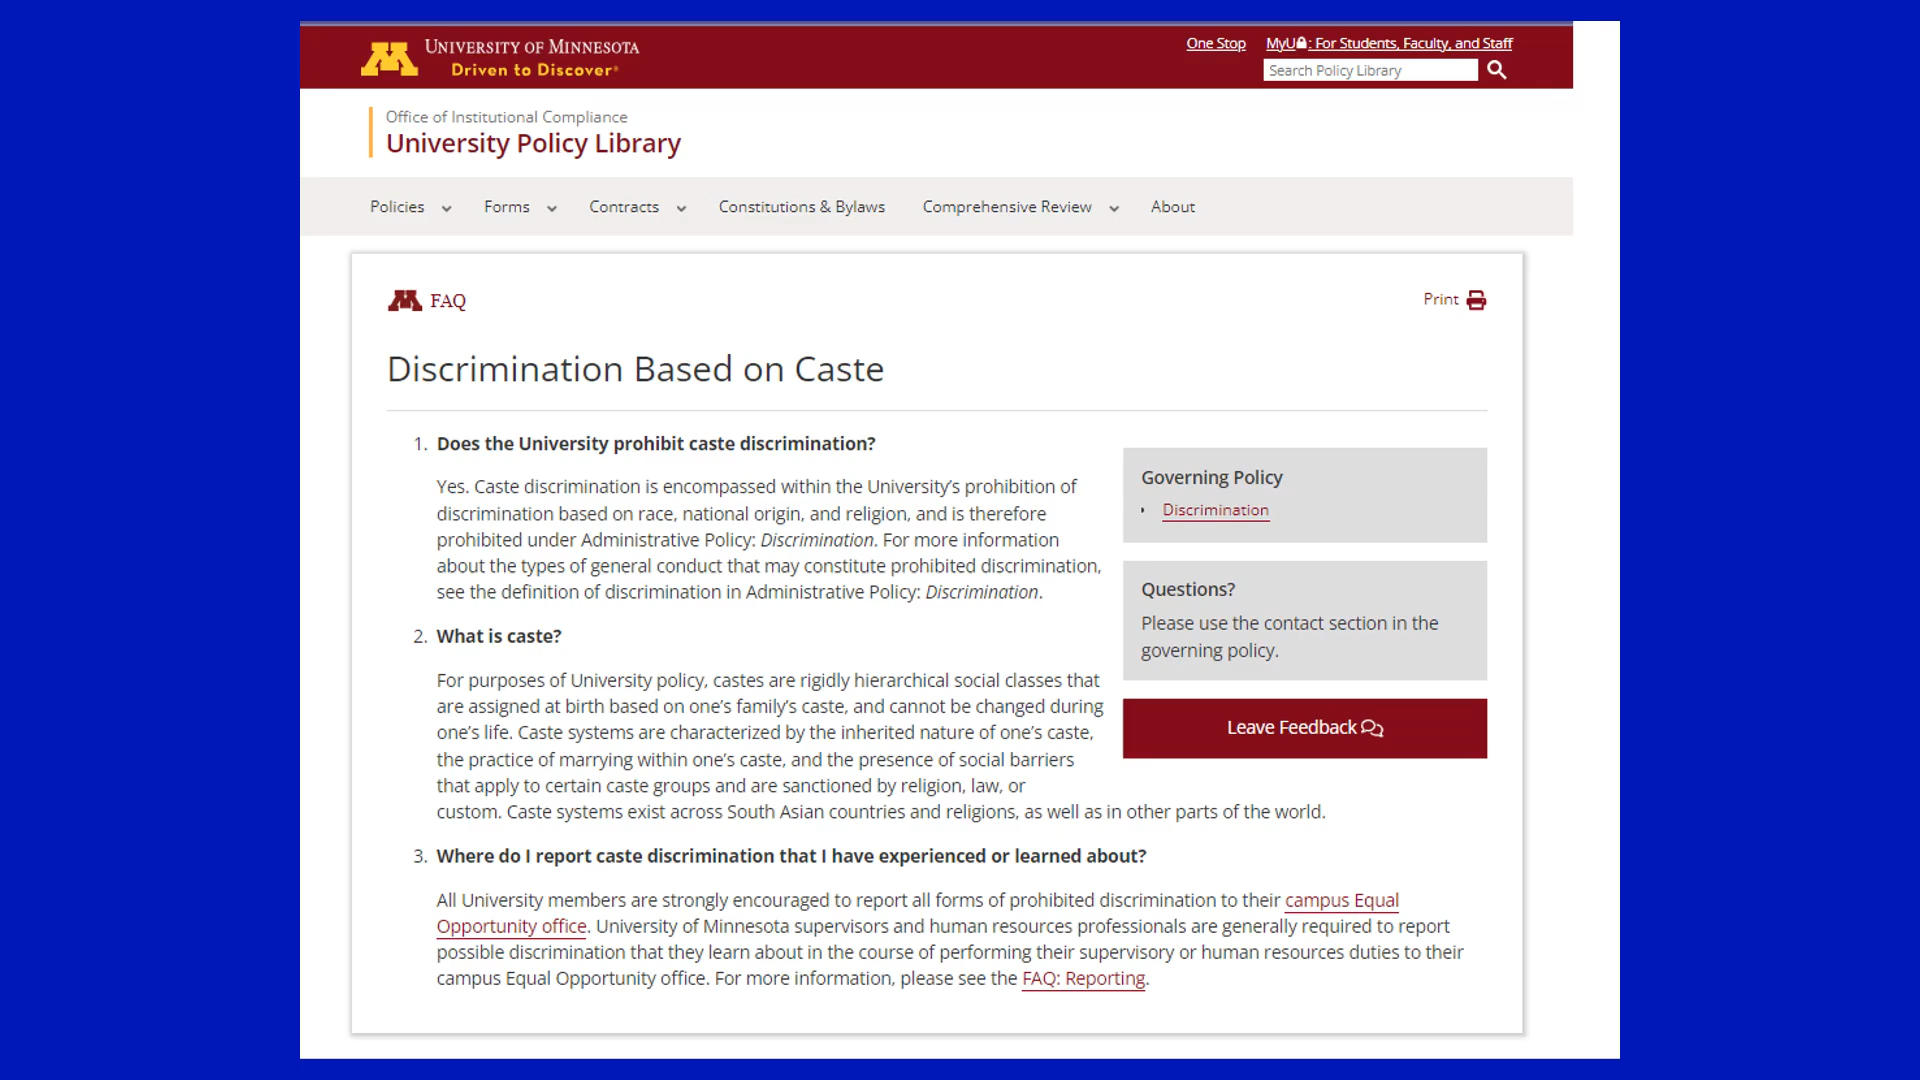 UNIVERSITY OF MINNESOTA
Driven to Discover®
One Stop
MyU: For Students, Faculty, and Staff
Search Policy Library
Office of Institutional Compliance
University Policy Library
Policies
Forms
Contracts
Constitutions & Bylaws
Comprehensive Review
About
FAQ
Print
Discrimination Based on Caste
1. Does the University prohibit caste discrimination?
Yes. Caste discrimination is encompassed within the University's prohibition of
discrimination based on race, national origin, and religion, and is therefore
prohibited under Administrative Policy: Discrimination. For more information
about the types of general conduct that may constitute prohibited discrimination,
see the definition of discrimination in Administrative Policy: Discrimination.
2. What is caste?
For purposes of University policy, castes are rigidly hierarchical social classes that
are assigned at birth based on one's family's caste, and cannot be changed during
one's life. Caste systems are characterized by the inherited nature of one's caste,
the practice of marrying within one's caste, and the presence of social barriers
that apply to certain caste groups and are sanctioned by religion, law, or
custom. Caste systems exist across South Asian countries and religions, as well as in other parts of the world.
3. Where do I report caste discrimination that I have experienced or learned about?
All University members are strongly encouraged to report all forms of prohibited discrimination to their campus Equal
Opportunity office. University of Minnesota supervisors and human resources professionals are generally required to report
possible discrimination that they learn about in the course of performing their supervisory or human resources duties to their
campus Equal Opportunity office. For more information, please see the FAQ: Reporting.
Governing Policy
Discrimination
Questions?
Please use the contact section in the
governing policy.
Leave Feedback